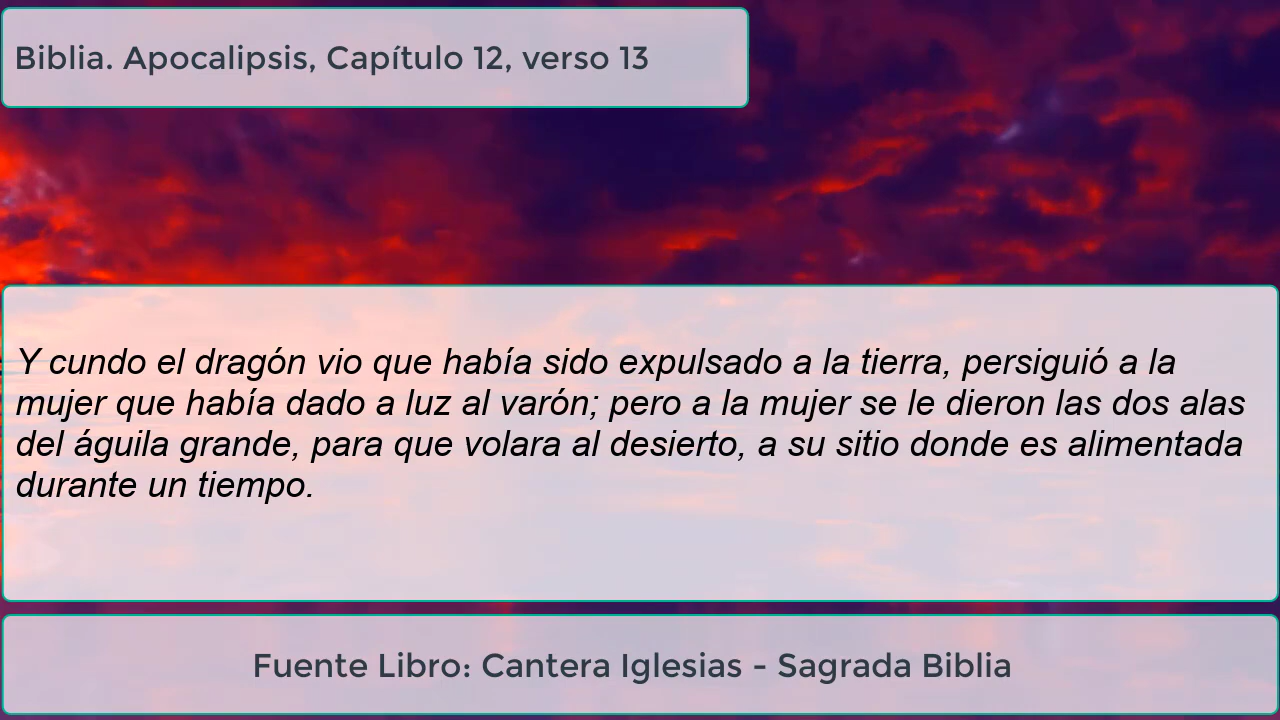 Biblia. Apocalipsis, Capítulo 12, verso 13
Y cundo el dragón vio que había sido expulsado a la tierra, persiguió a la
mujer que había dado a luz al varón; pero a la mujer se le dieron las dos alas
del águila grande, para que volara al desierto, a su sitio donde es alimentada
durante un tiempo.
Fuente Libro: Cantera Iglesias - Sagrada Biblia